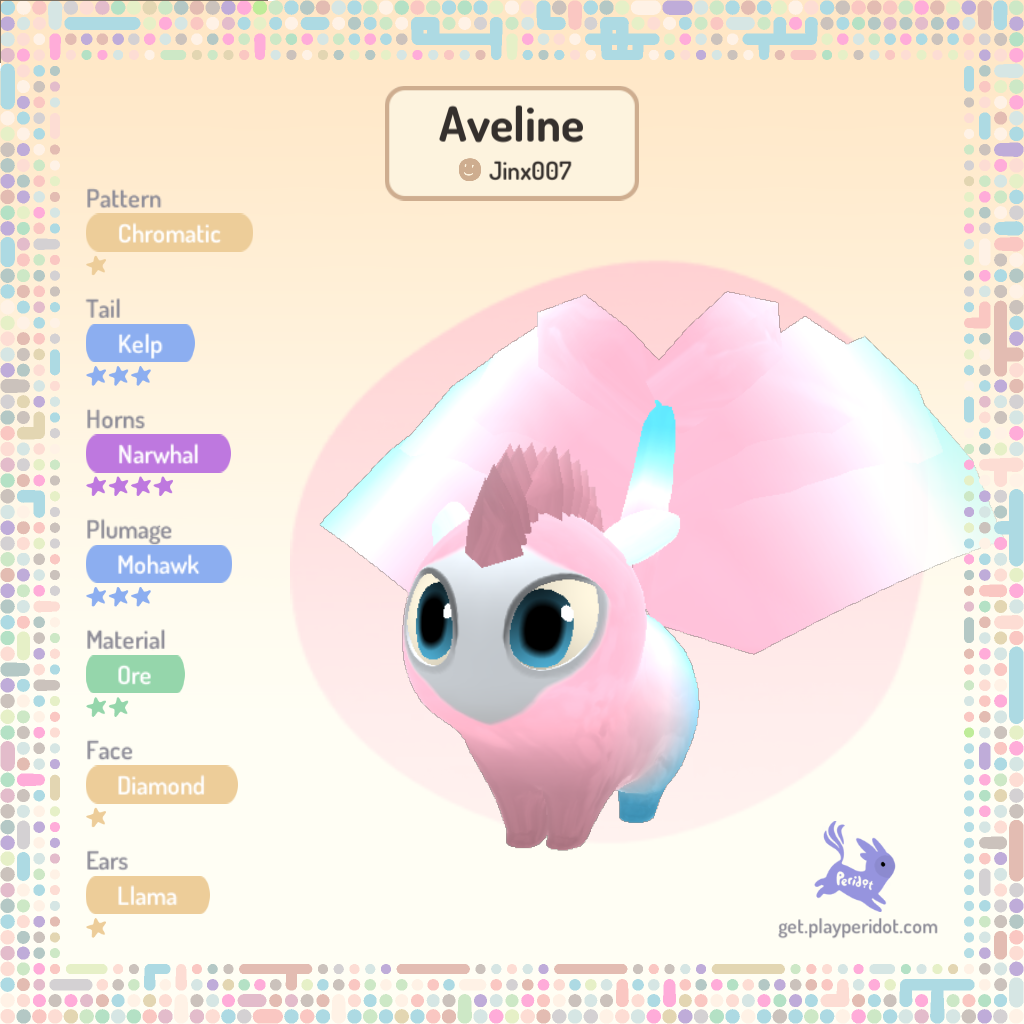 Aveline
Jinx007
Pattern
Chromatic
Tail
Kelp
Horns
Narwhal
Plumage
Mohawk
Material
Ore
Face
Diamond
Ears
Llama
Peridot
get.playperidot.com